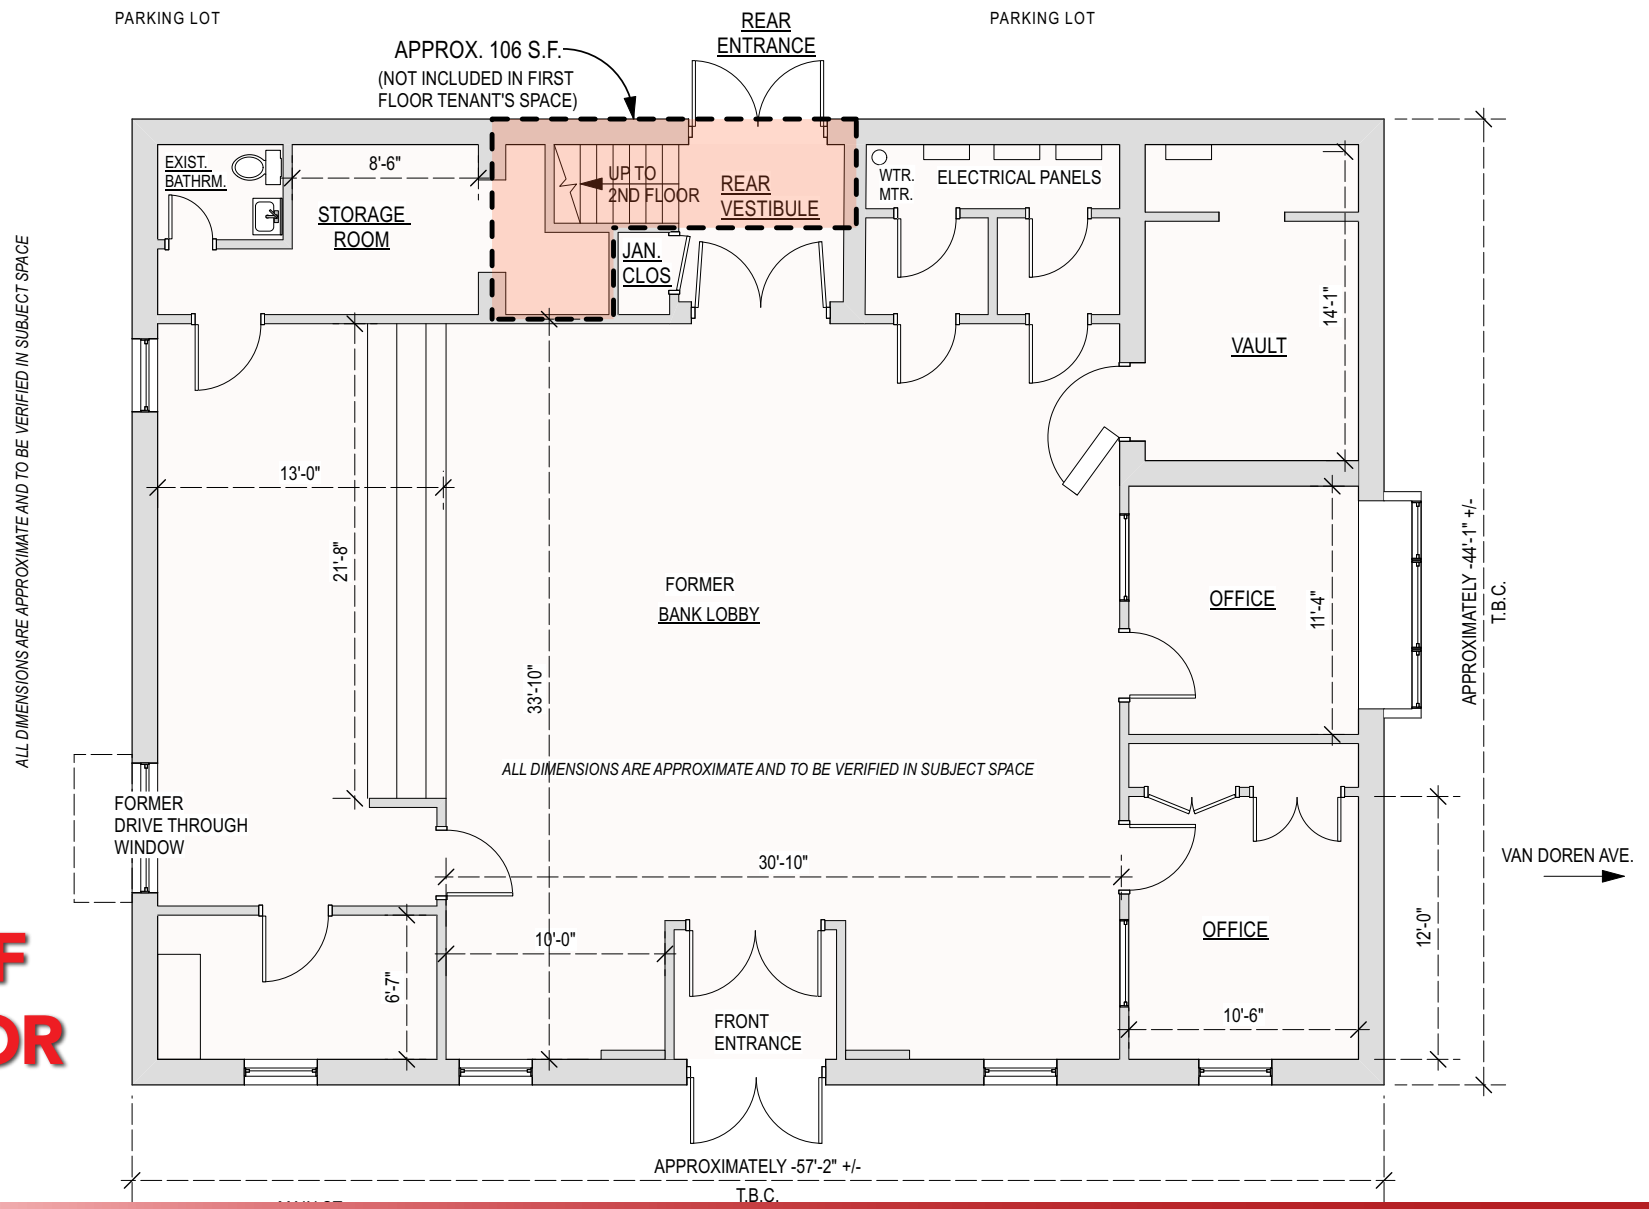 PARKING LOT
PARKING LOT
REAR
ENTRANCE
APPROX. 106 S.F.
(NOT INCLUDED IN FIRST
FLOOR TENANT'S SPACE)
EXIST.
BATHRM.
8'-6"
STORAGE
ROOM
UP TO
2ND FLOOR
REAR
VESTIBULE
WTR.
MTR.
ELECTRICAL PANELS
JAN.
CLOS
14'-1"
VAULT
ALL DIMENSIONS ARE APPROXIMATE AND TO BE VERIFIED IN SUBJECT SPACE
13'-0"
21'-8"
FORMER
BANK LOBBY
33'-10"
OFFICE
11'-4"
APPROXIMATELY -44'-1" +/-
T.B.C.
ALL DIMENSIONS ARE APPROXIMATE AND TO BE VERIFIED IN SUBJECT SPACE
FORMER
DRIVE THROUGH
WINDOW
30'-10"
VAN DOREN AVE.
F
OR
10'-0"
6'-7"
OFFICE
12'-0"
10'-6"
FRONT
ENTRANCE
APPROXIMATELY -57'-2" +/-
T.B.C.